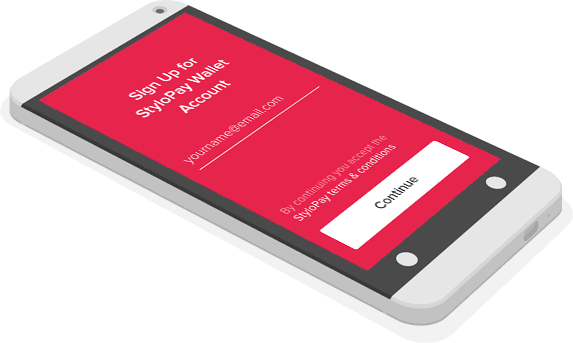 Sign Up for
StyloPay Wallet
Account
yourname@email.com
By continuing you accept the
StyloPay terms & conditions
Continue